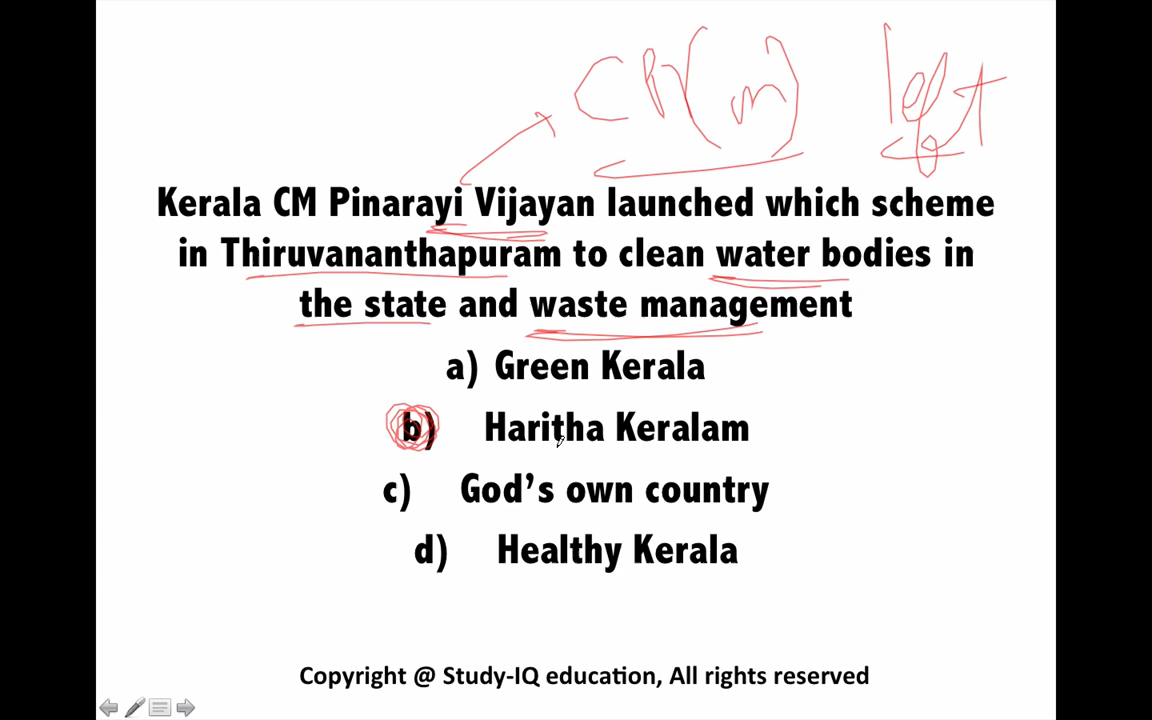 CPI(m) left
Kerala CM Pinarayi Vijayan launched which scheme
in Thiruvananthapuram to clean water bodies in
the state and waste management
a) Green Kerala
b) Haritha Keralam
c) God's own country
d) Healthy Kerala
Copyright @ Study-IQ education, All rights reserved